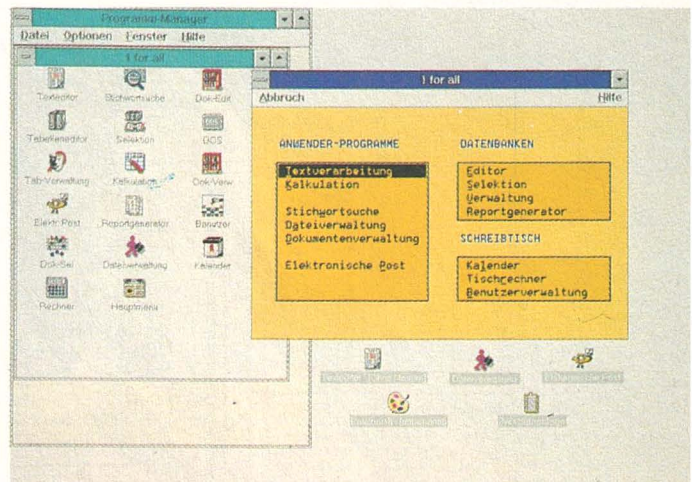 Programm-Manager
Datei Optionen Fenster Hilfe
1 for all
Texteditor Stichwortsuche Dok-Edit
Tabelleneditor Selektion DOS
Tab-Verwaltung Kalkulation Dok-Verw
Elektr. Post Reportgenerator Benutzer
Dok-Sel Dateiverwaltung Kalender
Rechner Hauptmenü
1 for all
Abbruch Hilfe
ANWENDER-PROGRAMME
Textverarbeitung
Kalkulation
Stichwortsuche
Dateiverwaltung
Dokumentenverwaltung
Elektronische Post
DATENBANKEN
Editor
Selektion
Verwaltung
Reportgenerator
SCHREIBTISCH
Kalender
Tischrechner
Benutzerverwaltung